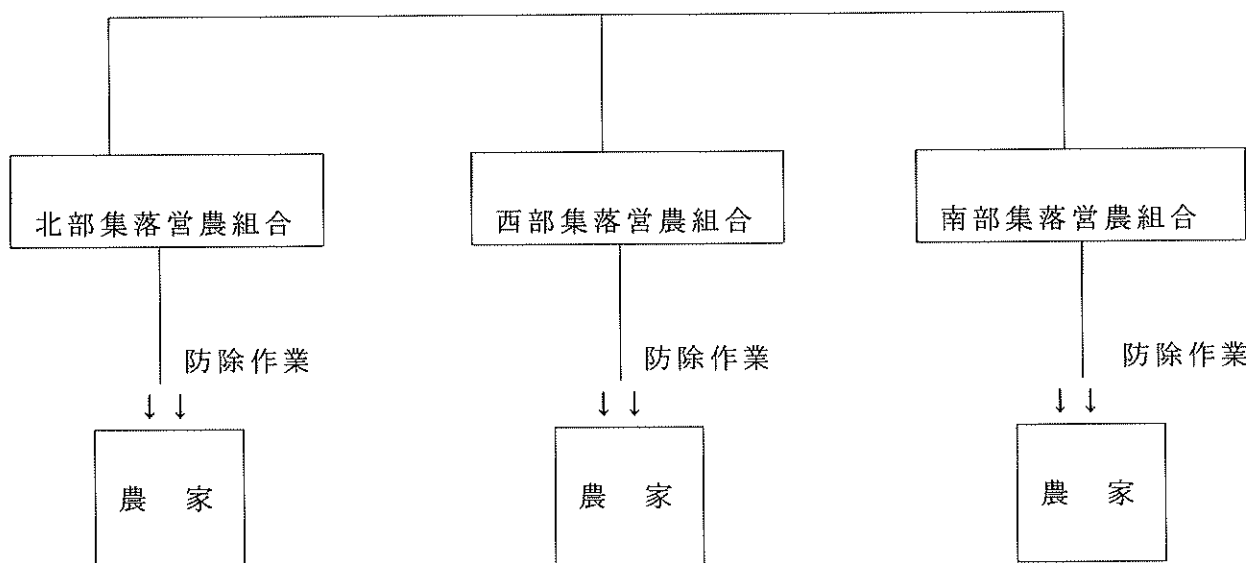 北部集落営農組合
西部集落営農組合
南部集落営農組合
防除作業
防除作業
防除作業
↓ ↓
↓ ↓
↓ ↓
農 家
農 家
農 家